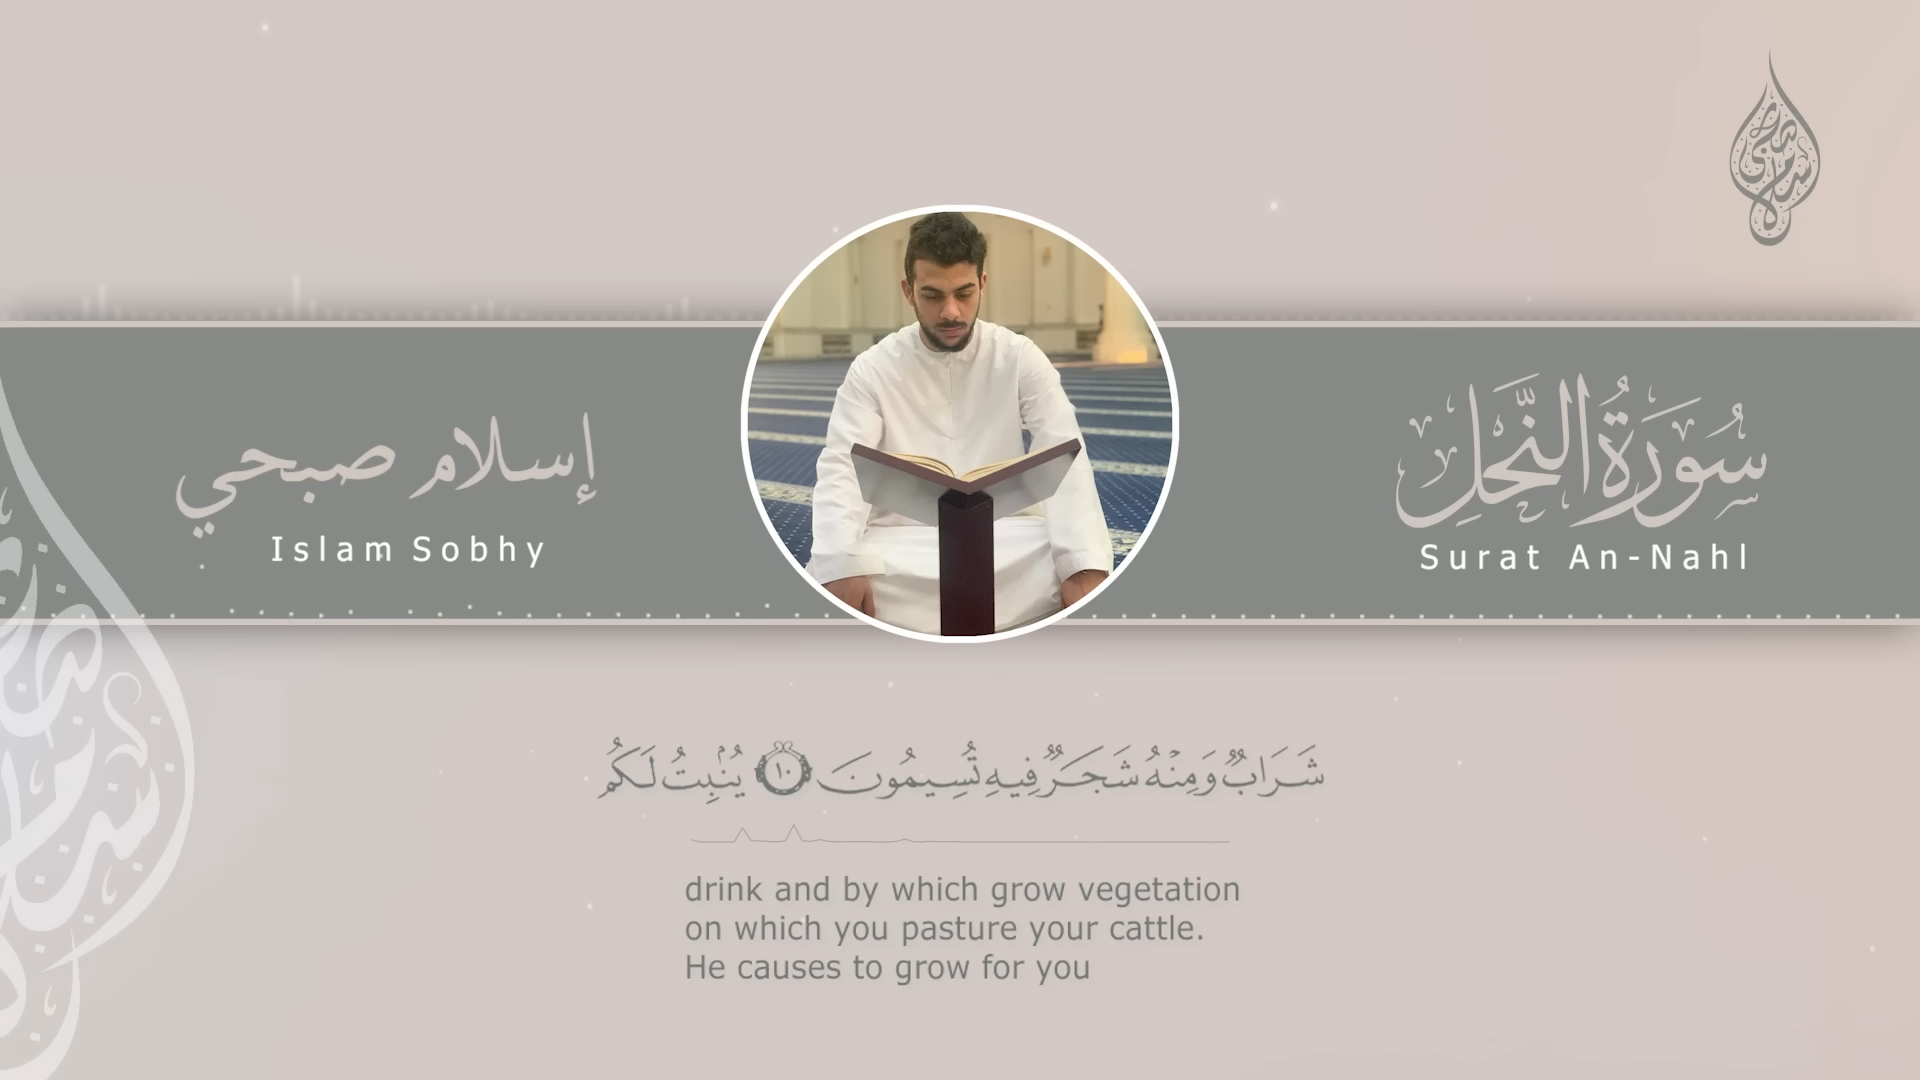 إسلام صبحي
Islam Sobhy
سُورَةُ النَّحل
Surat An-Nahl
شَرَابٌ وَمِنْهُ شَجَرٌ فِيهِ تُسِيمُونَ ١٠ يُنۢبِتُ لَكُم
drink and by which grow vegetation
on which you pasture your cattle.
He causes to grow for you